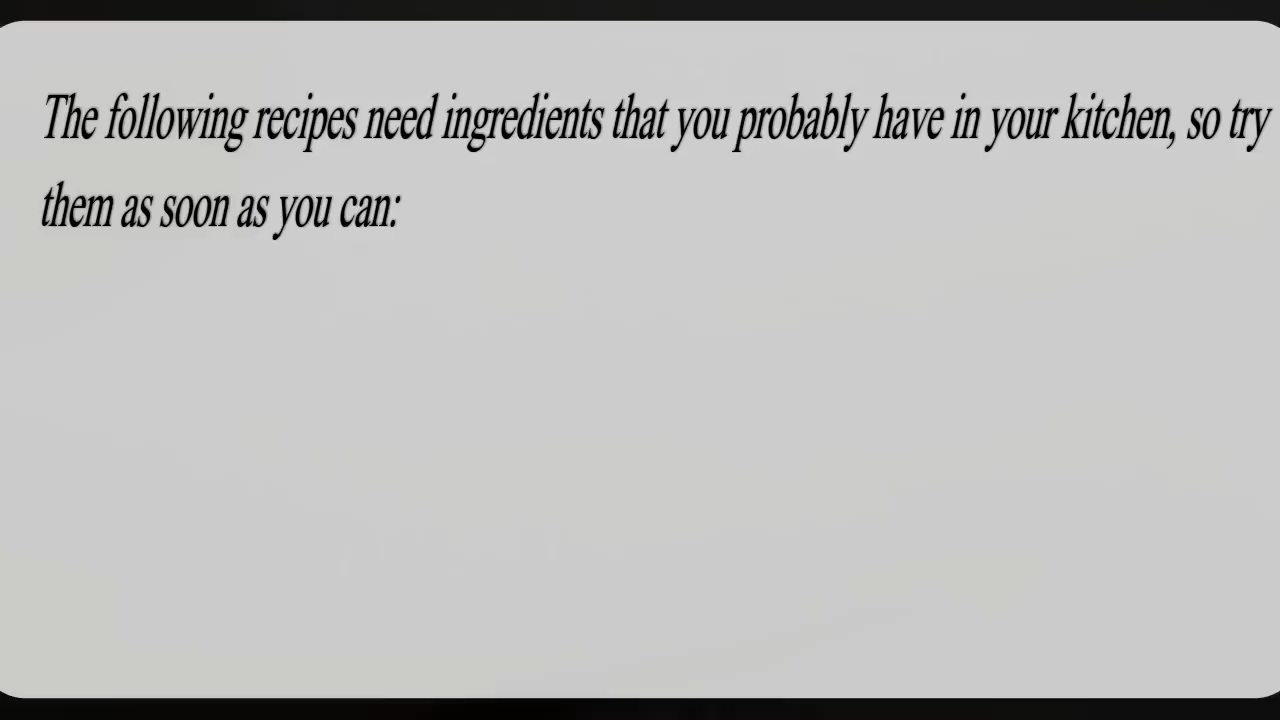 The following recipes need ingredients that you probably have in your kitchen, so try
them as soon as you can: